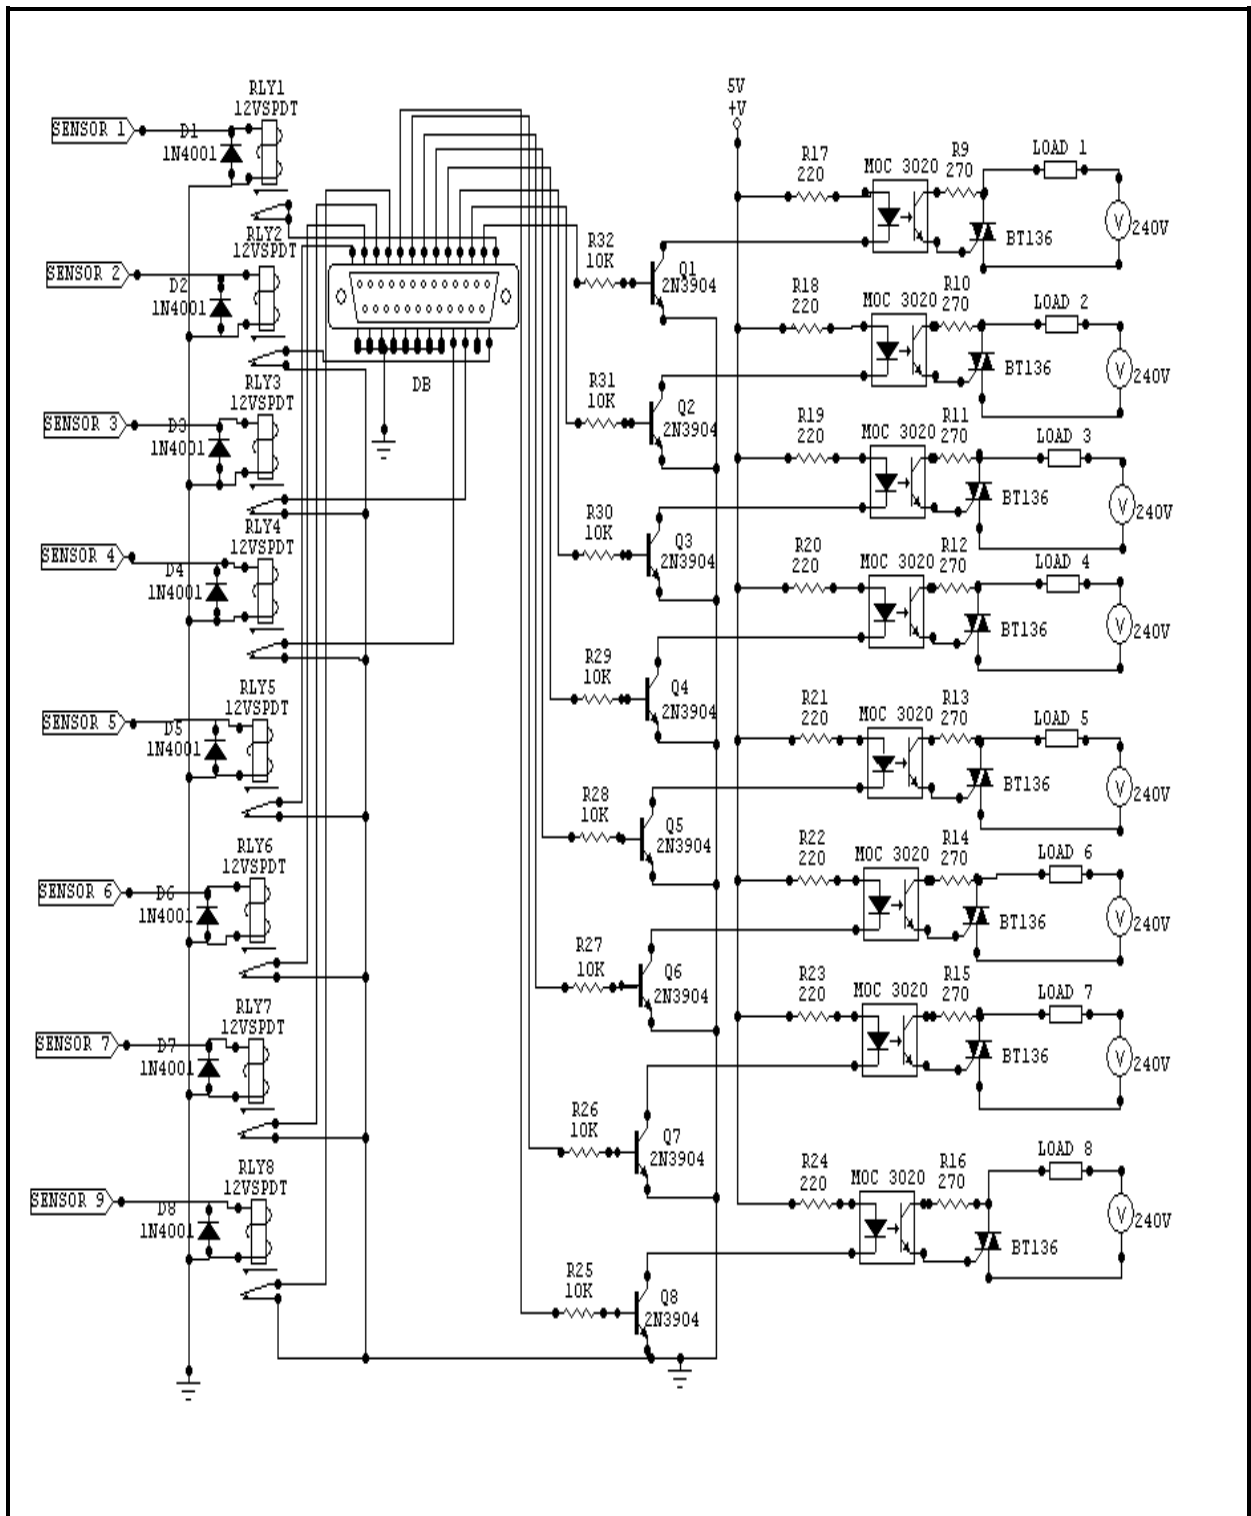 RLY1
12VSPDT
SENSOR 1
D1
1N4001
RLY2
12VSPDT
SENSOR 2
D2
1N4001
RLY3
12VSPDT
SENSOR 3
D3
1N4001
RLY4
12VSPDT
SENSOR 4
D4
1N4001
RLY5
12VSPDT
SENSOR 5
D5
1N4001
RLY6
12VSPDT
SENSOR 6
D6
1N4001
RLY7
12VSPDT
SENSOR 7
D7
1N4001
RLY8
12VSPDT
SENSOR 9
D8
1N4001
DB
R32
10K
Q1
2N3904
R31
10K
Q2
2N3904
R30
10K
Q3
2N3904
R29
10K
Q4
2N3904
R28
10K
Q5
2N3904
R27
10K
Q6
2N3904
R26
10K
Q7
2N3904
R25
10K
Q8
2N3904
5V
+V
R17
220
MOC 3020
R9
270
LOAD 1
BT136
V
240V
R18
220
MOC 3020
R10
270
LOAD 2
BT136
V
240V
R19
220
MOC 3020
R11
270
LOAD 3
BT136
V
240V
R20
220
MOC 3020
R12
270
LOAD 4
BT136
V
240V
R21
220
MOC 3020
R13
270
LOAD 5
BT136
V
240V
R22
220
MOC 3020
R14
270
LOAD 6
BT136
V
240V
R23
220
MOC 3020
R15
270
LOAD 7
BT136
V
240V
R24
220
MOC 3020
R16
270
LOAD 8
BT136
V
240V